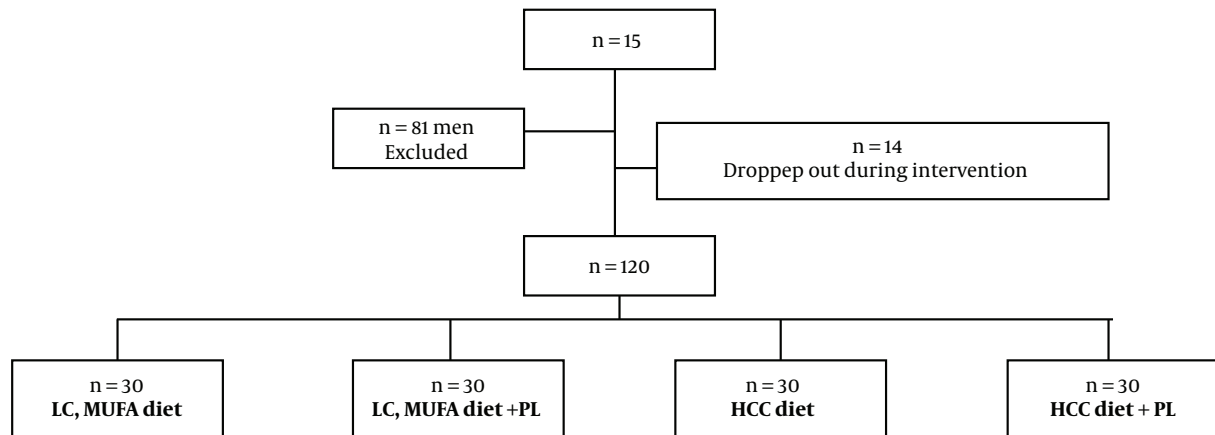 n = 15
n = 81 men
Excluded
n = 14
Droppep out during intervention
n = 120
n = 30
LC, MUFA diet
n = 30
LC, MUFA diet +PL
n = 30
HCC diet
n = 30
HCC diet + PL